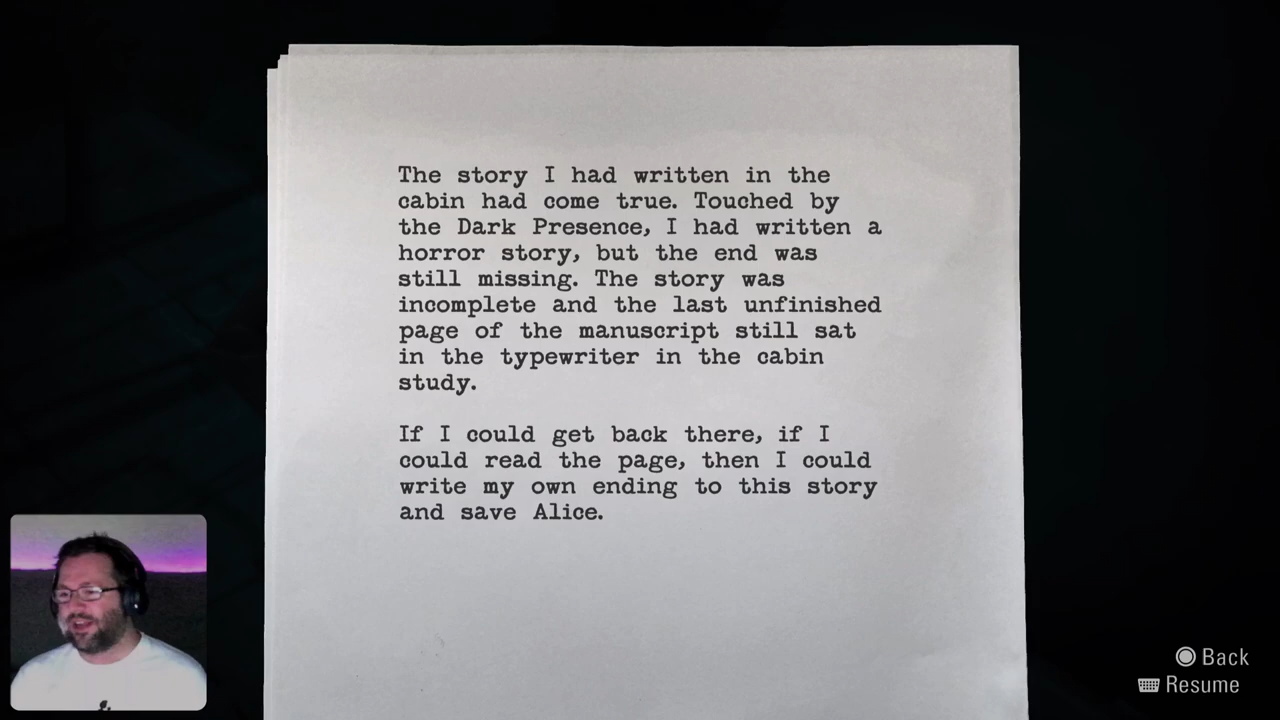 The story I had written in the
cabin had come true. Touched by
the Dark Presence, I had written a
horror story, but the end was
still missing. The story was
incomplete and the last unfinished
page of the manuscript still sat
in the typewriter in the cabin
study.
If I could get back there, if I
could read the page, then I could
write my own ending to this story
and save Alice.
Back
Resume